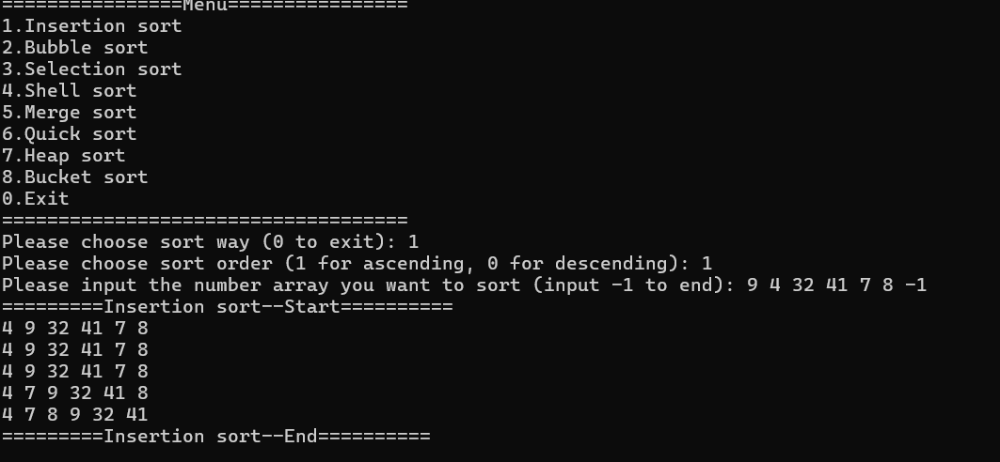 ================Menu================
1.Insertion sort
2.Bubble sort
3.Selection sort
4.Shell sort
5.Merge sort
6.Quick sort
7.Heap sort
8.Bucket sort
0.Exit
====================================
Please choose sort way (0 to exit): 1
Please choose sort order (1 for ascending, 0 for descending): 1
Please input the number array you want to sort (input -1 to end): 9 4 32 41 7 8 -1
=========Insertion sort--Start==========
4 9 32 41 7 8
4 9 32 41 7 8
4 9 32 41 7 8
4 7 9 32 41 8
4 7 8 9 32 41
=========Insertion sort--End==========